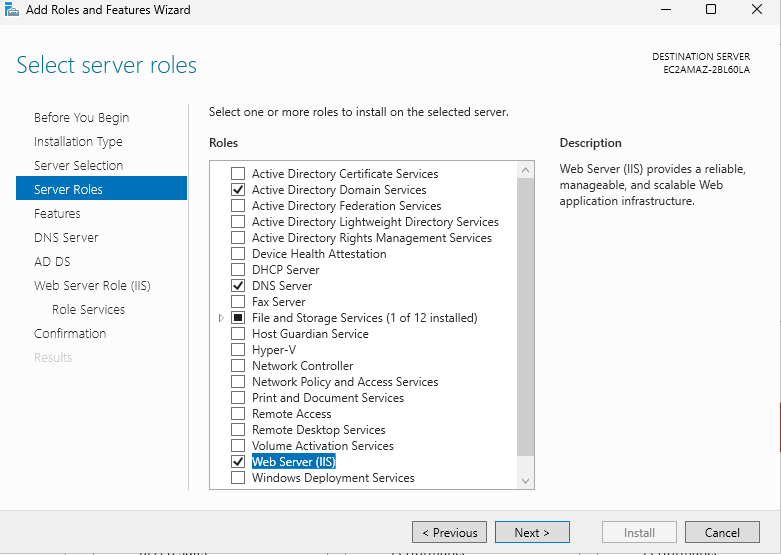 Add Roles and Features Wizard
Select server roles
DESTINATION SERVER
EC2AMAZ-2BL60LA
Before You Begin
Installation Type
Server Selection
Server Roles
Features
DNS Server
AD DS
Web Server Role (IIS)
Role Services
Confirmation
Results
Select one or more roles to install on the selected server.
Roles
Active Directory Certificate Services
Active Directory Domain Services
Active Directory Federation Services
Active Directory Lightweight Directory Services
Active Directory Rights Management Services
Device Health Attestation
DHCP Server
DNS Server
Fax Server
File and Storage Services (1 of 12 installed)
Host Guardian Service
Hyper-V
Network Controller
Network Policy and Access Services
Print and Document Services
Remote Access
Remote Desktop Services
Volume Activation Services
Web Server (IIS)
Windows Deployment Services
Description
Web Server (IIS) provides a reliable,
manageable, and scalable Web
application infrastructure.
< Previous
Next >
Install
Cancel